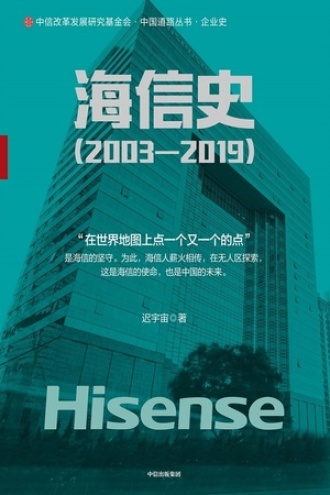 中信改革发展研究基金会·中国道路丛书·企业史
海信史
(2003—2019)
“在世界地图上点一个又一个的点”
是海信的坚守。为此，海信人薪火相传，在无人区探索，
这是海信的使命，也是中国的未来。
迟宇宙◎著
Hisense
中信出版集团